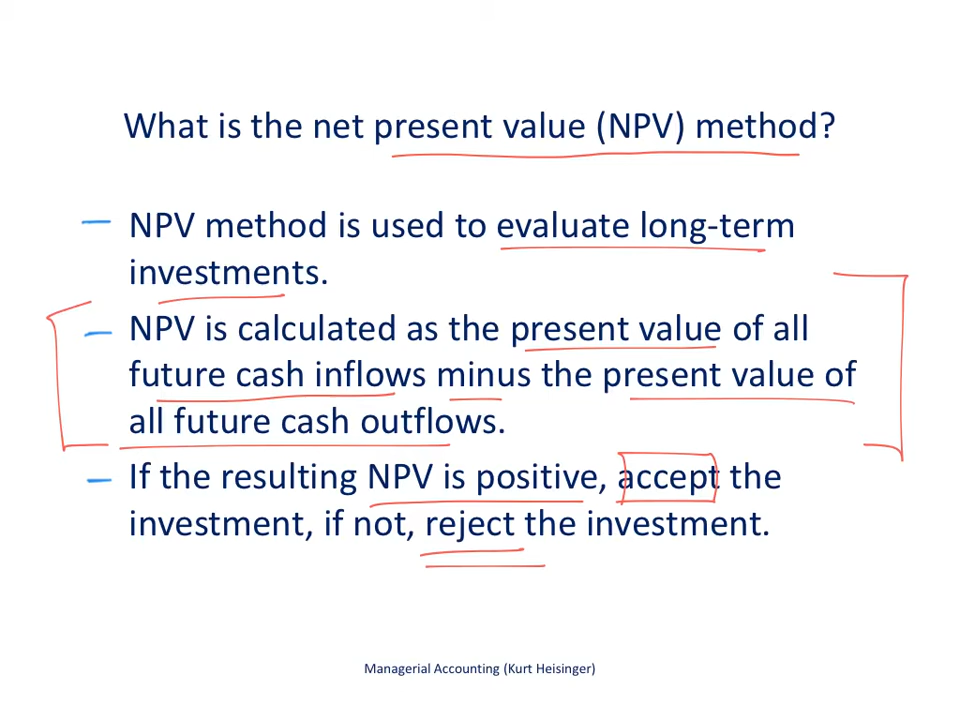 What is the net present value (NPV) method?
NPV method is used to evaluate long-term
investments.
NPV is calculated as the present value of all
future cash inflows minus the present value of
all future cash outflows.
If the resulting NPV is positive, accept the
investment, if not, reject the investment.
Managerial Accounting (Kurt Heisinger)